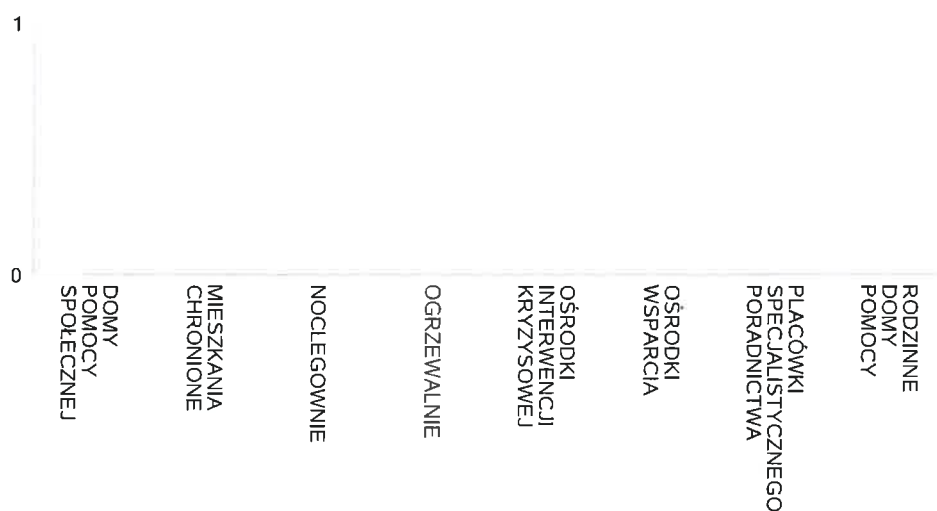 1
0
DOMY
POMOCY
SPOŁECZNEJ
MIESZKANIA
CHRONIONE
NOCLEGOWNIE
OGRZEWALNIE
OŚRODKI
INTERWENCJI
KRYZYSOWEJ
OŚRODKI
WSPARCIA
PLACÓWKI
SPECJALISTYCZNEGO
PORADNICTWA
RODZINNE
DOMY
POMOCY